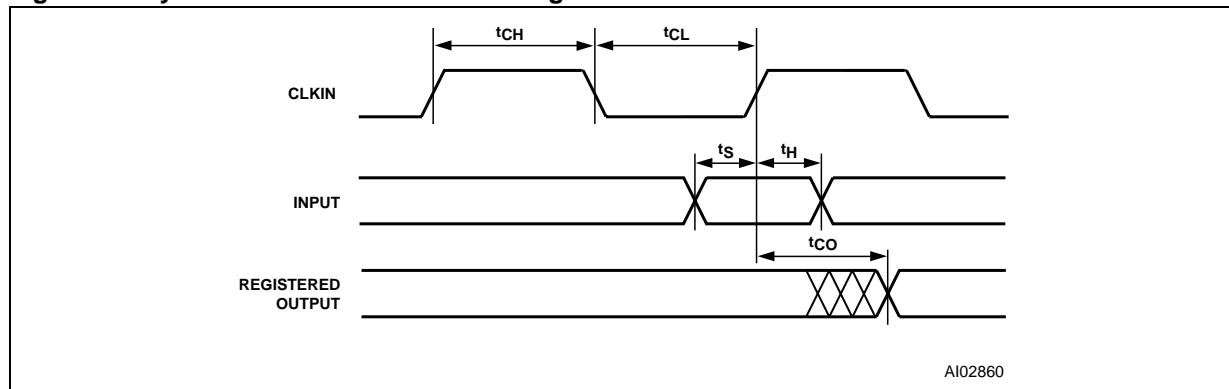 tCH
tCL
CLKIN
tS
tH
INPUT
tCO
REGISTERED
OUTPUT
AI02860